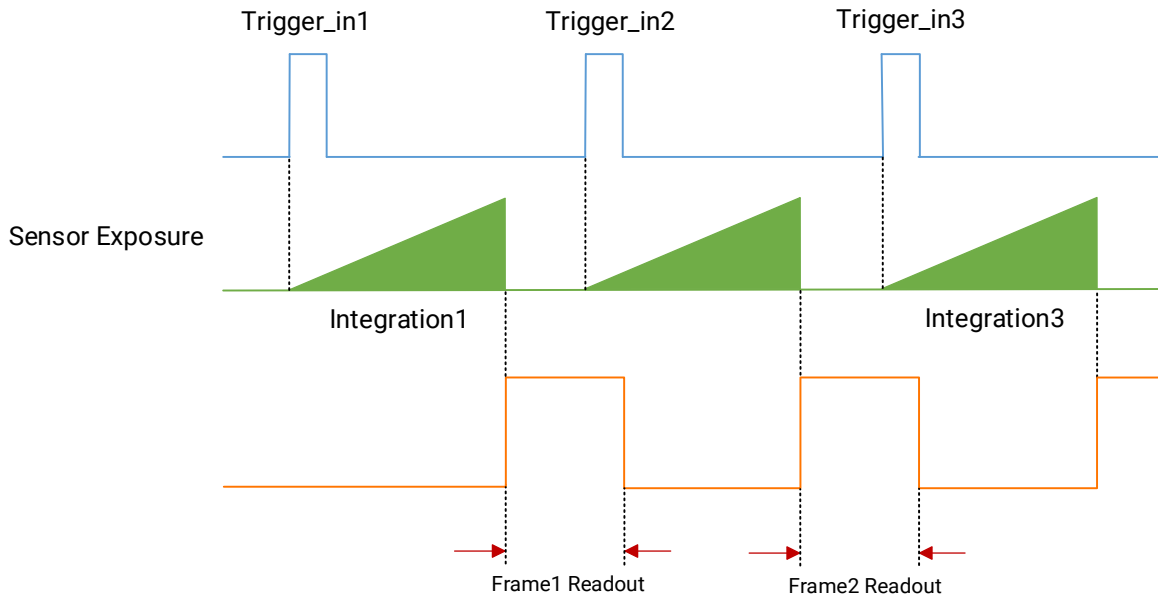 Trigger_in1
Trigger_in2
Trigger_in3
Sensor Exposure
Integration1
Integration3
Frame1 Readout
Frame2 Readout